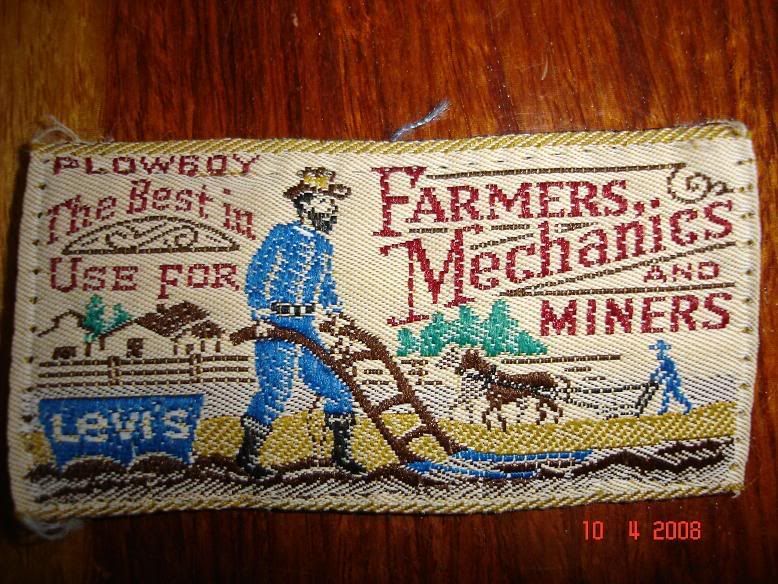 PLOWBOY
The Best in
USE FOR
FARMERS,
Mechanics
AND
MINERS
Levi's
10 4 2008